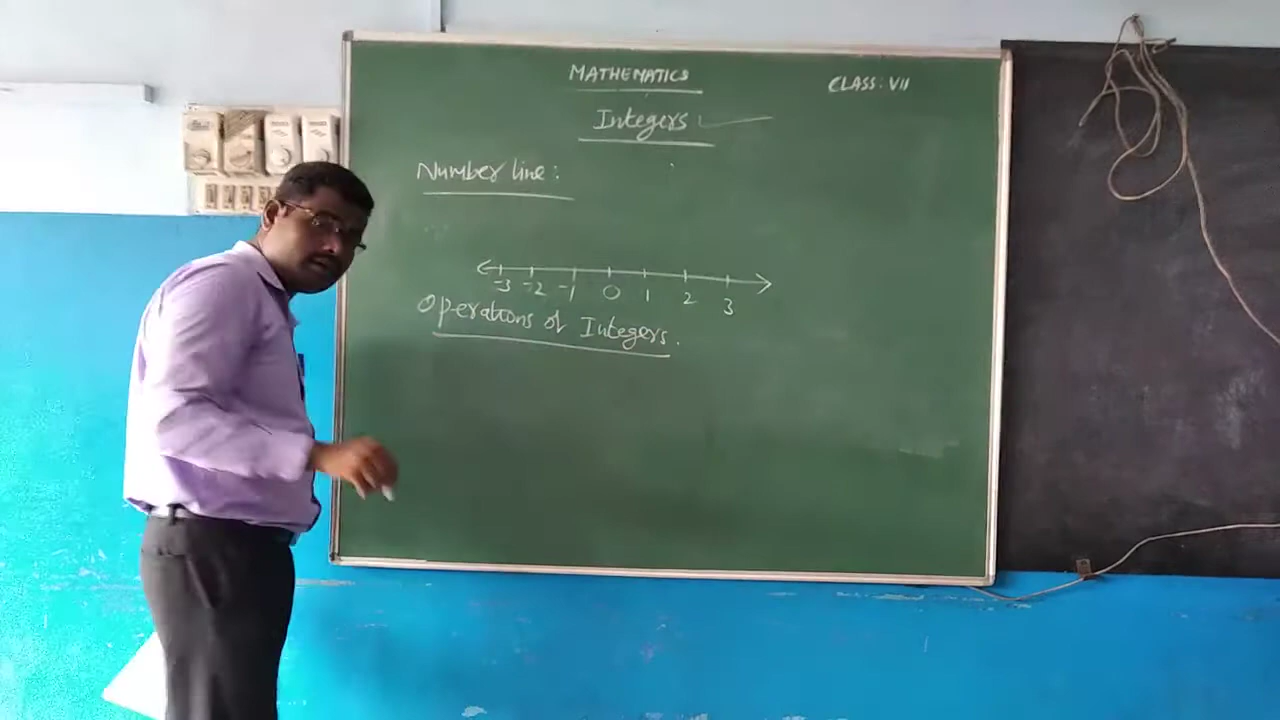 MATHEMATICS
CLASS: VII
Integers
Number line:
-3 -2 -1 0 1 2 3
Operations of Integers.